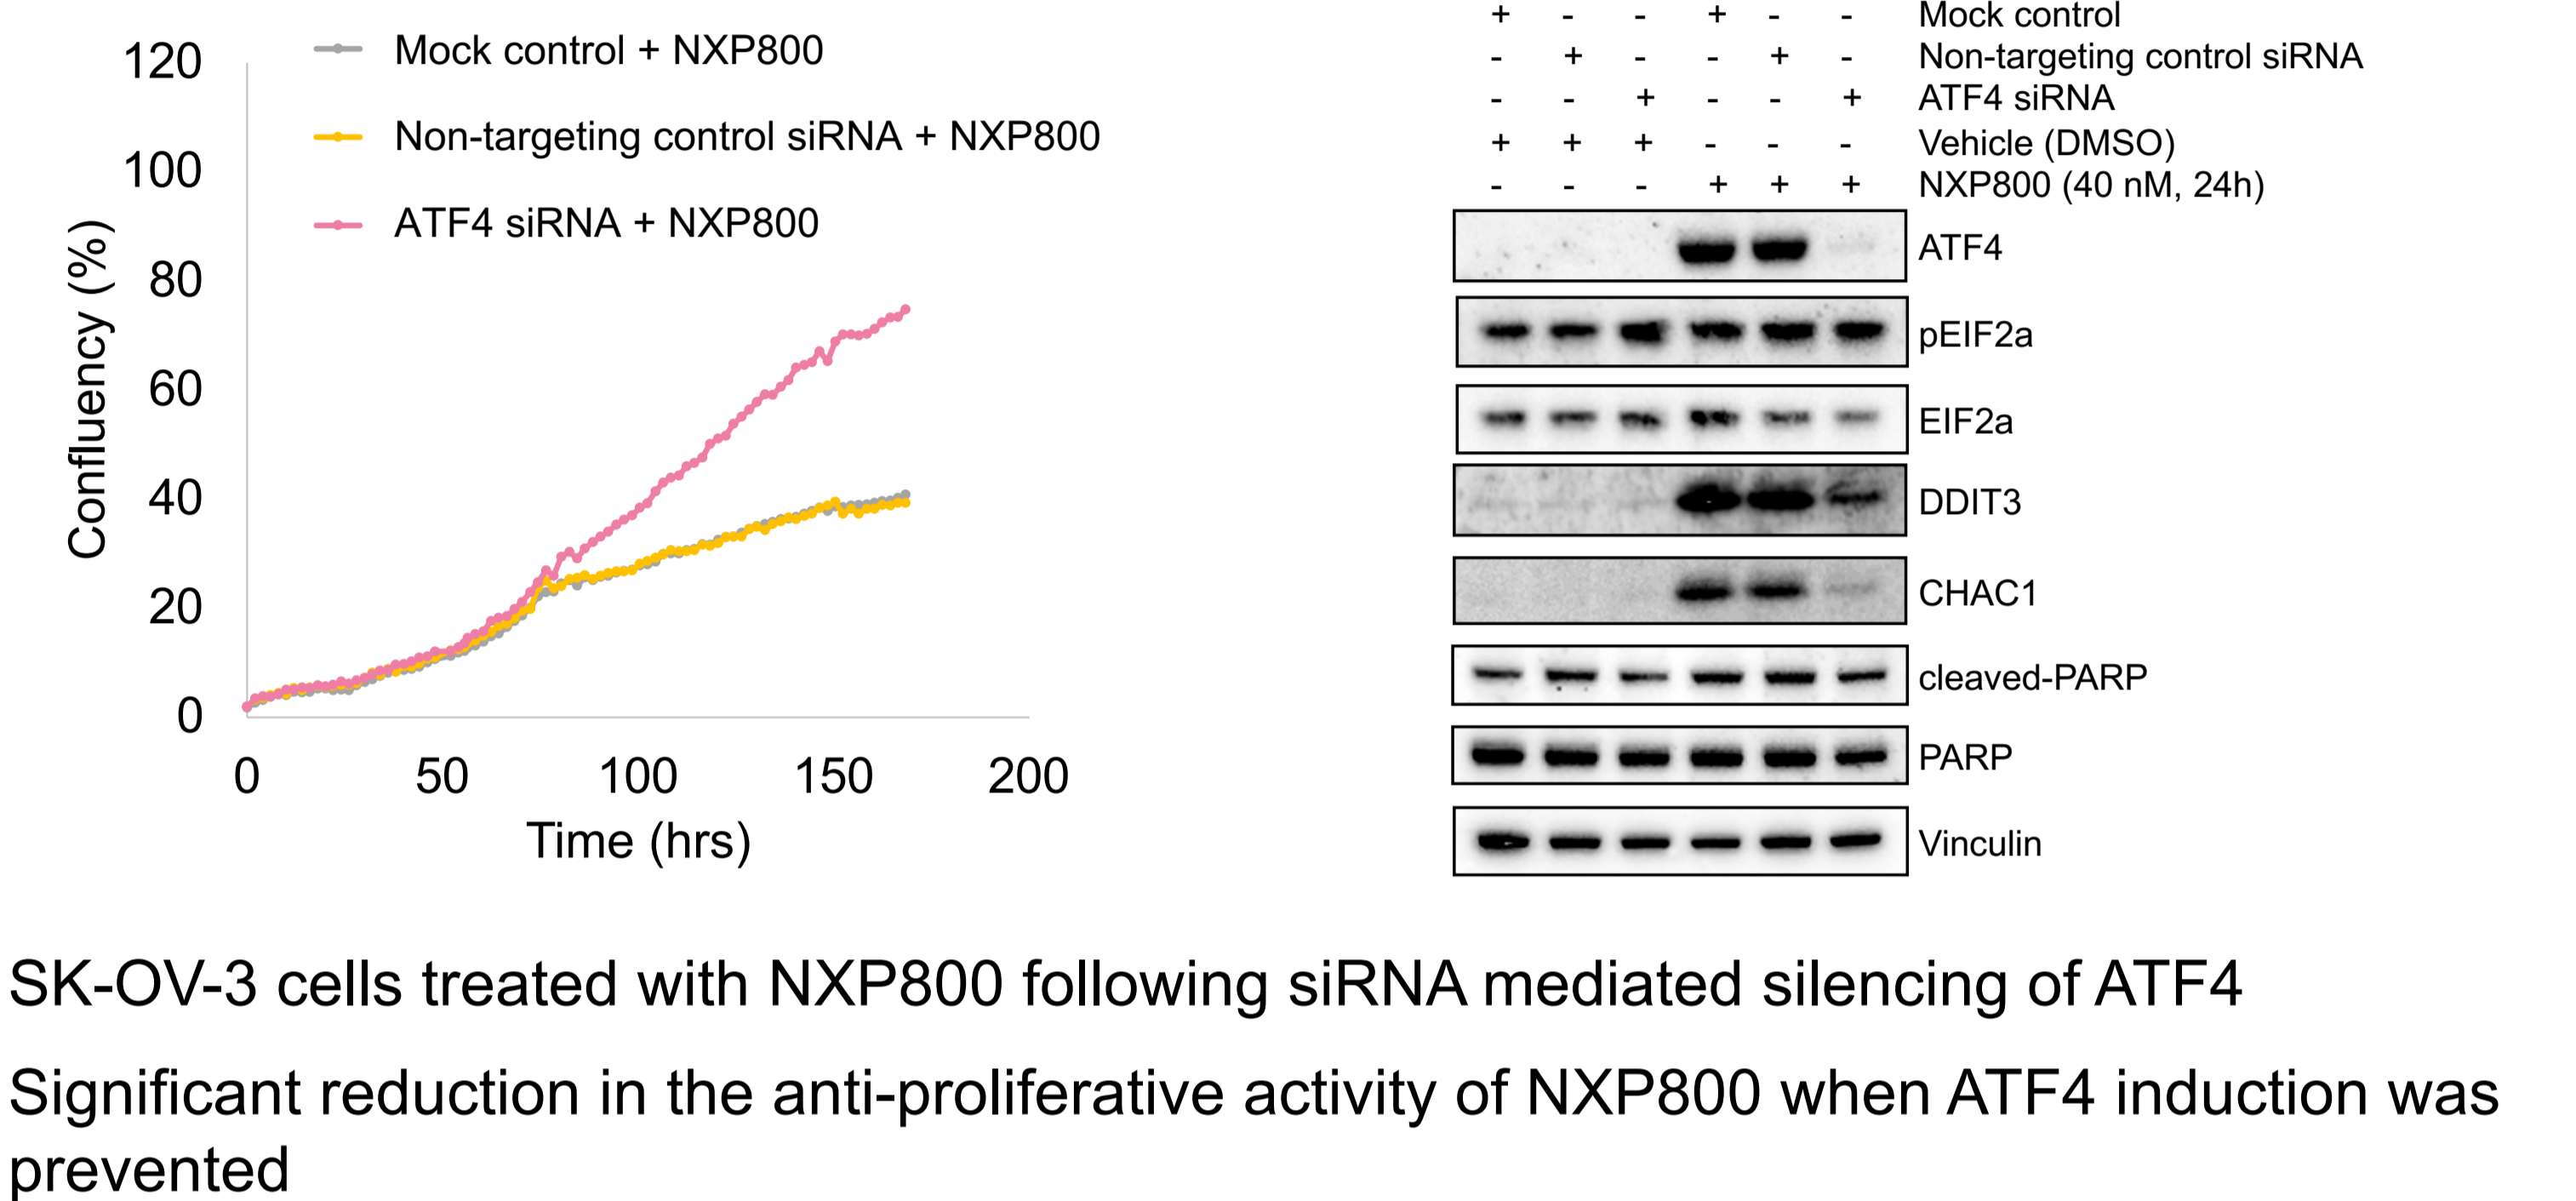 120
100
80
60
40
20
0
Confluency (%)
0 50 100 150 200
Time (hrs)
Mock control + NXP800
Non-targeting control siRNA + NXP800
ATF4 siRNA + NXP800
+ - - + - - Mock control
- + - - + - Non-targeting control siRNA
- - + - - + ATF4 siRNA
+ + + - - - Vehicle (DMSO)
- - - + + + NXP800 (40 nM, 24h)
ATF4
pEIF2a
EIF2a
DDIT3
CHAC1
cleaved-PARP
PARP
Vinculin
SK-OV-3 cells treated with NXP800 following siRNA mediated silencing of ATF4
Significant reduction in the anti-proliferative activity of NXP800 when ATF4 induction was
prevented